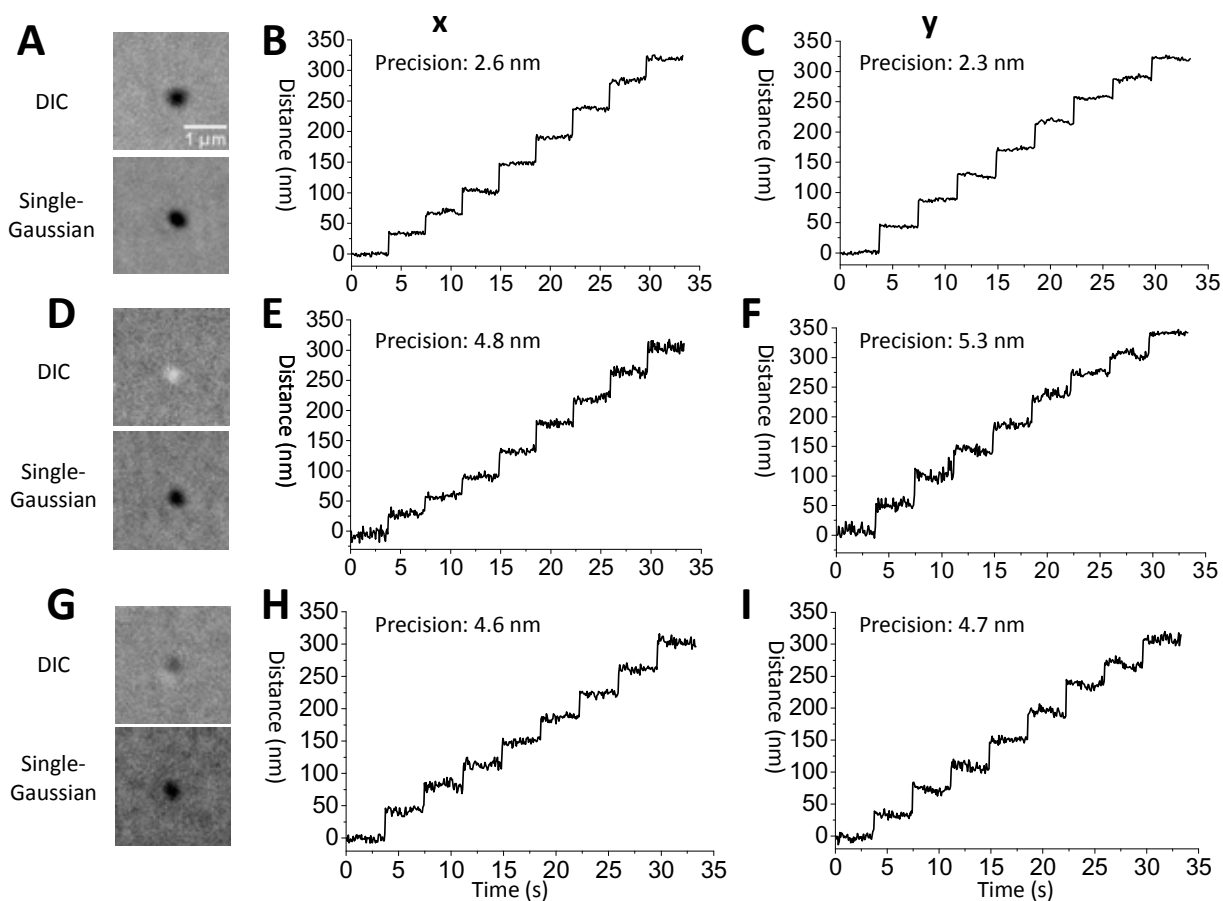 x
y
A
DIC
1 µm
Single-
Gaussian
B
Precision: 2.6 nm
Distance (nm)
350
300
250
200
150
100
50
0
0 5 10 15 20 25 30 35
C
Precision: 2.3 nm
Distance (nm)
350
300
250
200
150
100
50
0
0 5 10 15 20 25 30 35
D
DIC
Single-
Gaussian
E
Precision: 4.8 nm
Distance (nm)
350
300
250
200
150
100
50
0
0 5 10 15 20 25 30 35
F
Precision: 5.3 nm
Distance (nm)
350
300
250
200
150
100
50
0
0 5 10 15 20 25 30 35
G
DIC
Single-
Gaussian
H
Precision: 4.6 nm
Distance (nm)
350
300
250
200
150
100
50
0
0 5 10 15 20 25 30 35
Time (s)
I
Precision: 4.7 nm
Distance (nm)
350
300
250
200
150
100
50
0
0 5 10 15 20 25 30 35
Time (s)